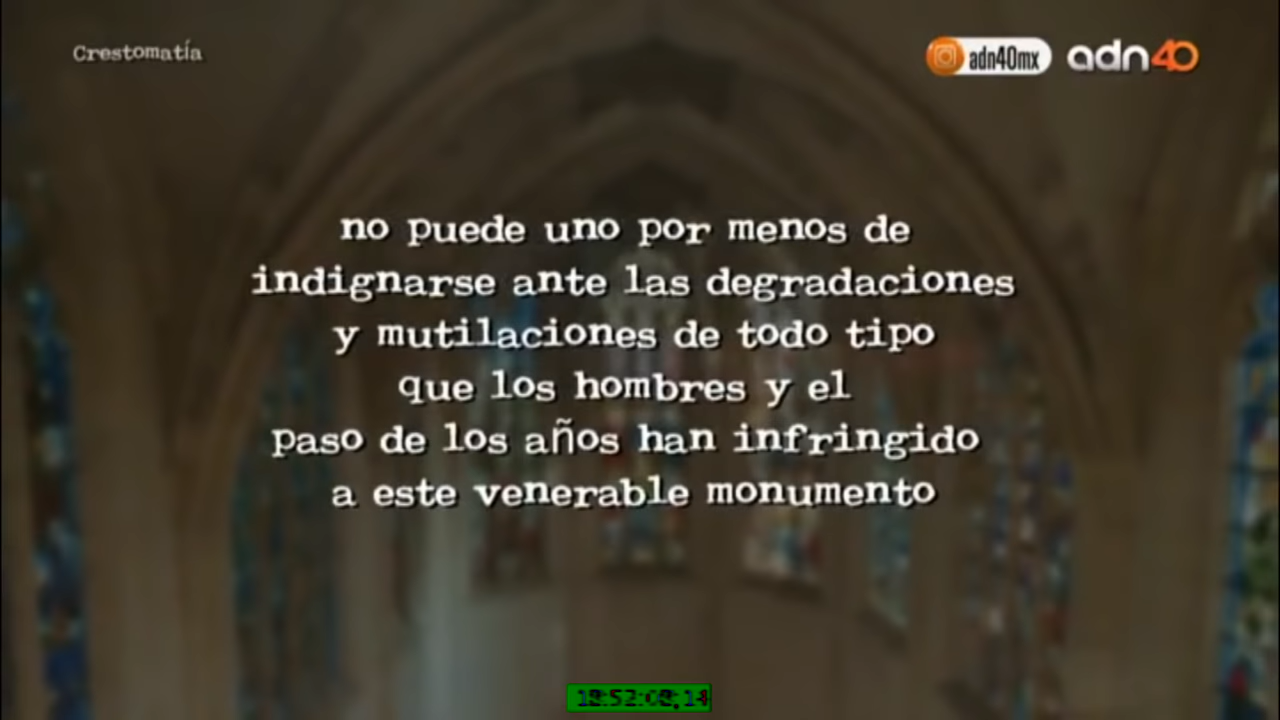 Crestomatía
adn40mx
adn40
no puede uno por menos de
indignarse ante las degradaciones
y mutilaciones de todo tipo
que los hombres y el
paso de los años han infringido
a este venerable monumento